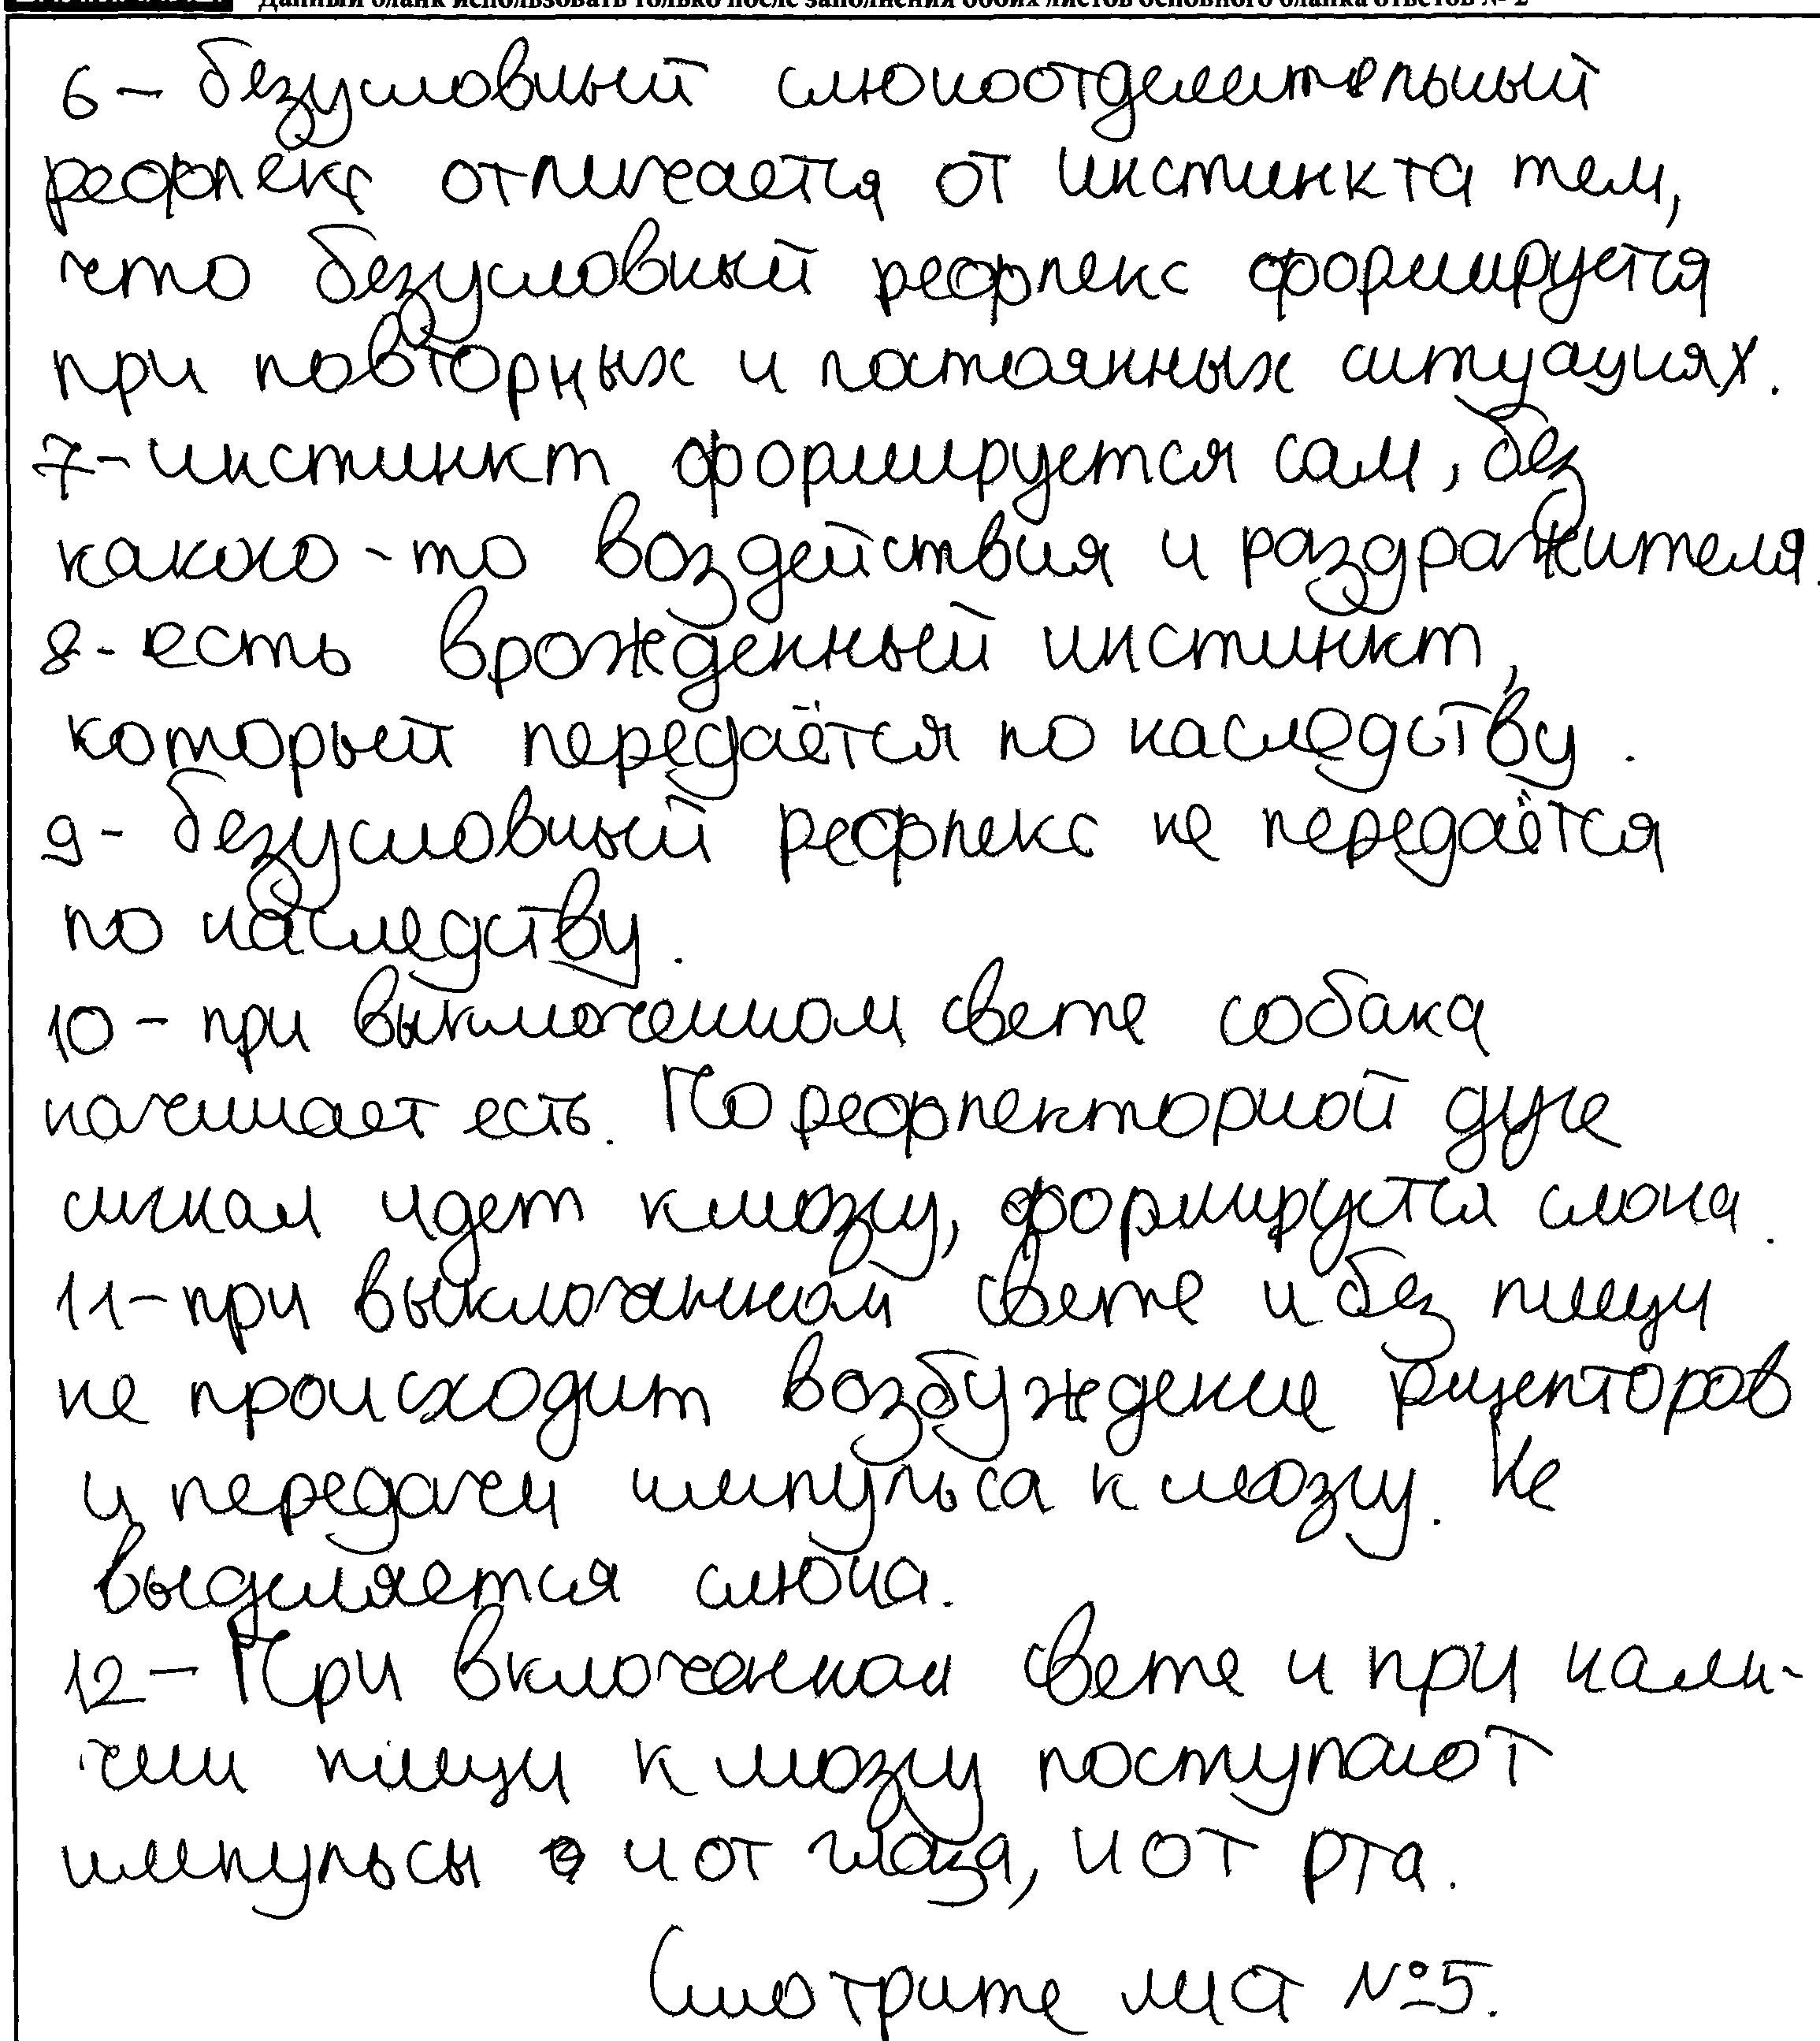 Данный бланк использовать только после заполнения обоих листов основного бланка ответов № 2
6 – безусловный слюноотделительный
рефлекс отличается от инстинкта тем,
что безусловный рефлекс формируется
при повторных и постоянных ситуациях.
7 – инстинкт формируется сам, без
какого-то воздействия и раздражителя.
8 - есть врожденный инстинкт,
который передаётся по наследству.
9 - безусловный рефлекс не передаётся
по наследству.
10 – при выключенном свете собака
начинает есть. По рефлекторной дуге
сигнал идет к мозгу, формируется слюна.
11 – при выключанном свете и без пищи
не происходит возбуждение рецепторов
и передачи импульса к мозгу. Не
выделяется слюна.
12 – При включенном свете и при нали-
чии пищи к мозгу поступают
импульсы и от глаза, и от рта.
Смотрите лист №5.